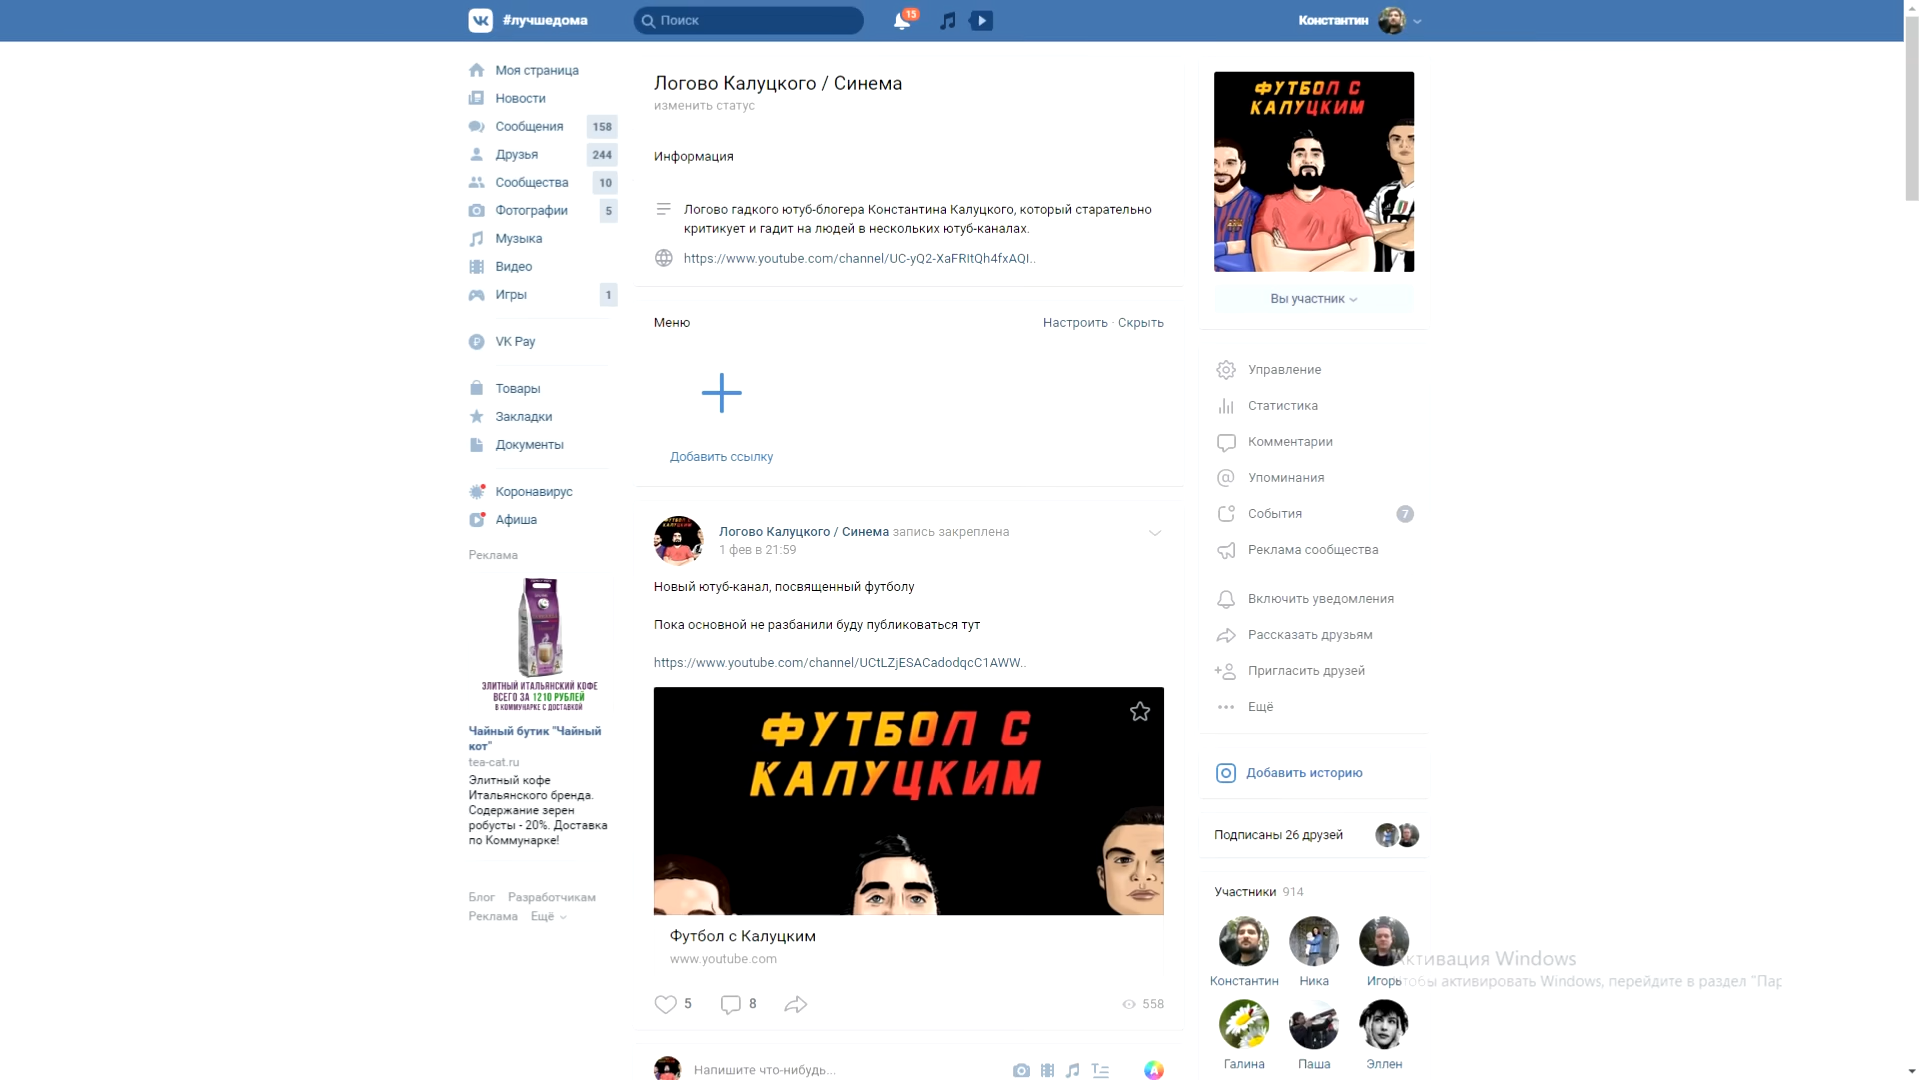 #лучшедома
Поиск
15
Константин
Моя страница
Новости
Сообщения 158
Друзья 244
Сообщества 10
Фотографии 5
Музыка
Видео
Игры 1
VK Pay
Товары
Закладки
Документы
Коронавирус
Афиша
Реклама
ЭЛИТНЫЙ ИТАЛЬЯНСКИЙ КОФЕ
ВСЕГО ЗА 1210 РУБЛЕЙ
В КОММУНАРКЕ С ДОСТАВКОЙ
Чайный бутик "Чайный
кот"
tea-cat.ru
Элитный кофе
Итальянского бренда.
Содержание зерен
робусты - 20%. Доставка
по Коммунарке!
Блог Разработчикам
Реклама Ещё
Логово Калуцкого / Синема
изменить статус
Информация
Логово гадкого ютуб-блогера Константина Калуцкого, который старательно
критикует и гадит на людей в нескольких ютуб-каналах.
https://www.youtube.com/channel/UC-yQ2-XaFRItQh4fxAQI..
Меню
Настроить · Скрыть
Добавить ссылку
Логово Калуцкого / Синема запись закреплена
1 фев в 21:59
Новый ютуб-канал, посвященный футболу
Пока основной не разбанили буду публиковаться тут
https://www.youtube.com/channel/UCtLZjESACadodqcC1AWW..
ФУТБОЛ С
КАЛУЦКИМ
Футбол с Калуцким
www.youtube.com
5 8 558
Напишите что-нибудь...
ФУТБОЛ С
КАЛУЦКИМ
Вы участник
Управление
Статистика
Комментарии
Упоминания
События 7
Реклама сообщества
Включить уведомления
Рассказать друзьям
Пригласить друзей
Ещё
Добавить историю
Подписаны 26 друзей
Участники 914
Константин Ника Игорь
Галина Паша Эллен
Активация Windows
Чтобы активировать Windows, перейдите в раздел "Пар